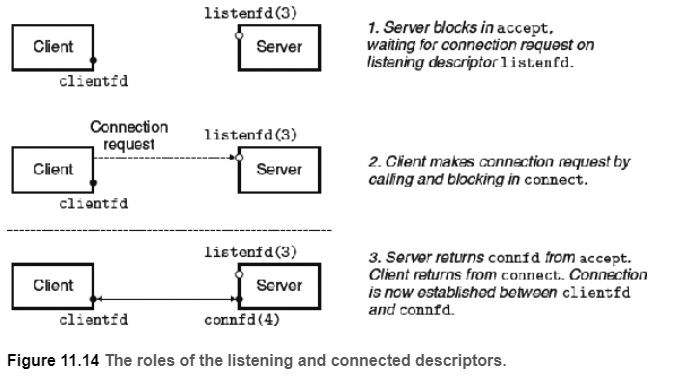 listenfd(3)
Client
Server
clientfd
1. Server blocks in accept,
waiting for connection request on
listening descriptor listenfd.
Connection
request
listenfd(3)
Client
Server
clientfd
2. Client makes connection request by
calling and blocking in connect.
listenfd(3)
Client
Server
clientfd
connfd(4)
3. Server returns connfd from accept.
Client returns from connect. Connection
is now established between clientfd
and connfd.
Figure 11.14 The roles of the listening and connected descriptors.